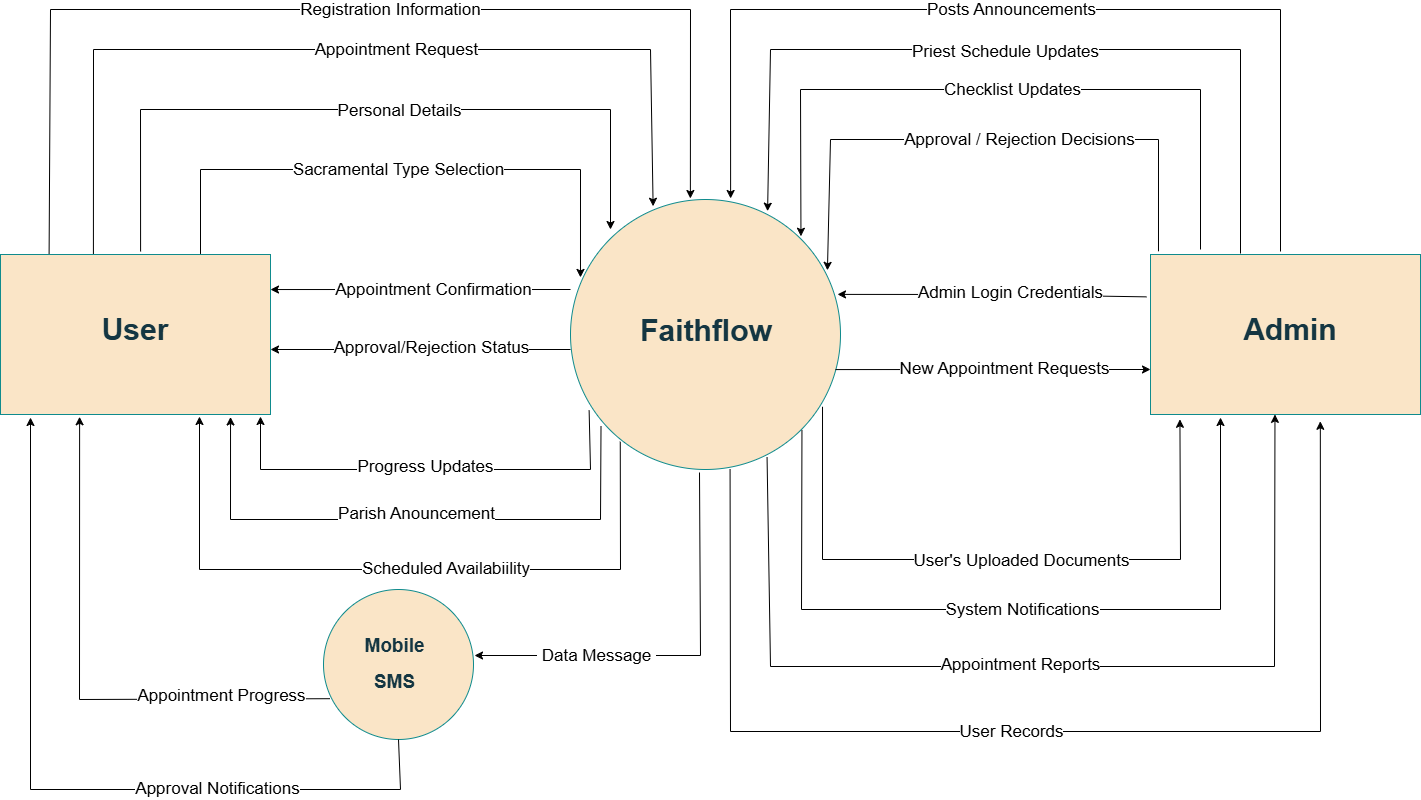 Registration Information
Posts Announcements
Appointment Request
Priest Schedule Updates
Checklist Updates
Personal Details
Approval / Rejection Decisions
Sacramental Type Selection
Appointment Confirmation
Admin Login Credentials
User
Faithflow
Admin
Approval/Rejection Status
New Appointment Requests
Progress Updates
Parish Anouncement
User's Uploaded Documents
Scheduled Availabiility
System Notifications
Mobile
SMS
Data Message
Appointment Reports
Appointment Progress
User Records
Approval Notifications